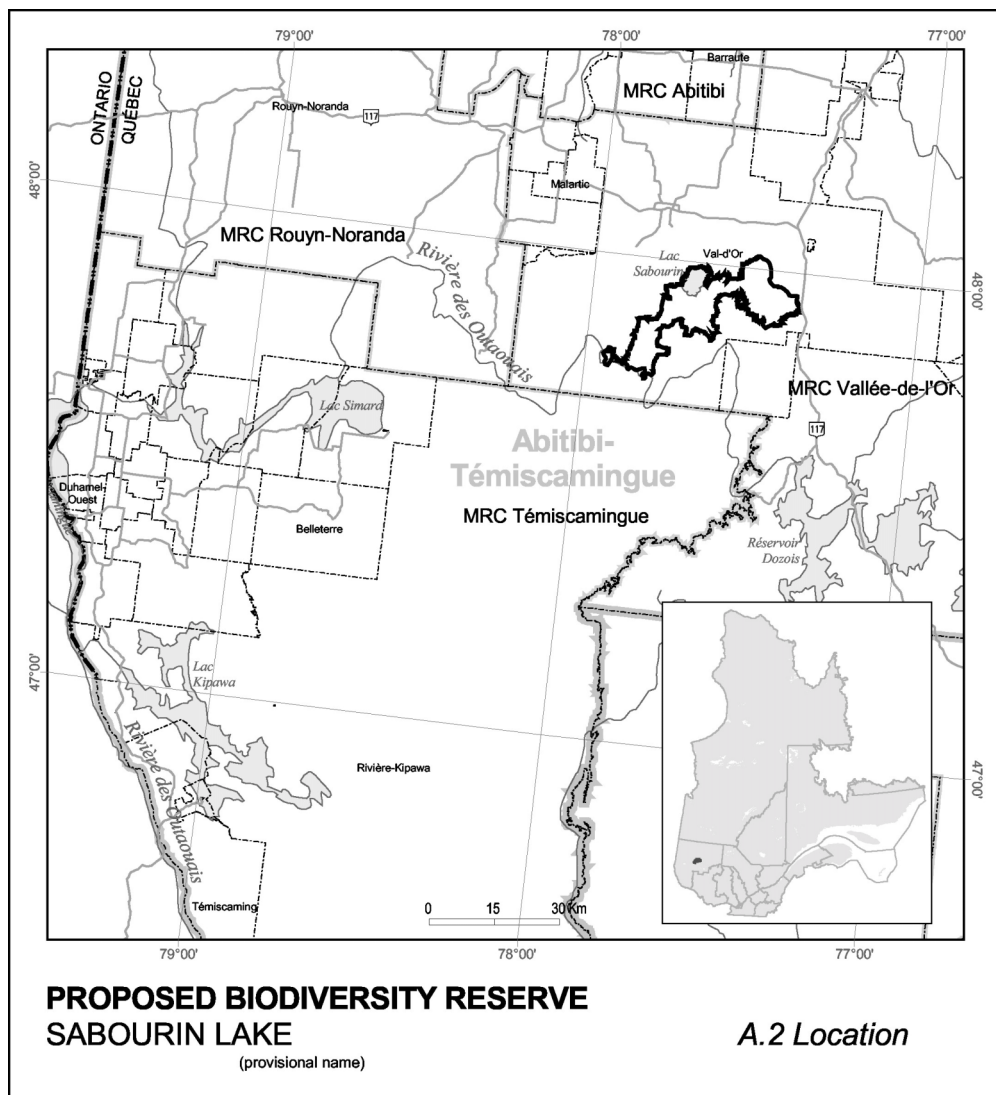 79°00'
78°00'
77°00'
Barraute
MRC Abitibi
ONTARIO
QUÉBEC
Rouyn-Noranda
117
Malartic
48°00'
MRC Rouyn-Noranda
Rivière des Outaouais
Lac
Sabourin
Val-d'Or
48°00'
MRC Vallée-de-l'Or
Lac Simard
117
Abitibi-
Témiscamingue
MRC Témiscamingue
Duhamel-
Ouest
Belleterre
Réservoir
Dozois
47°00'
Lac
Kipawa
Rivière des Outaouais
Rivière-Kipawa
47°00'
Témiscaming
0 15 30 Km
79°00'
78°00'
77°00'
PROPOSED BIODIVERSITY RESERVE
SABOURIN LAKE
(provisional name)
A.2 Location